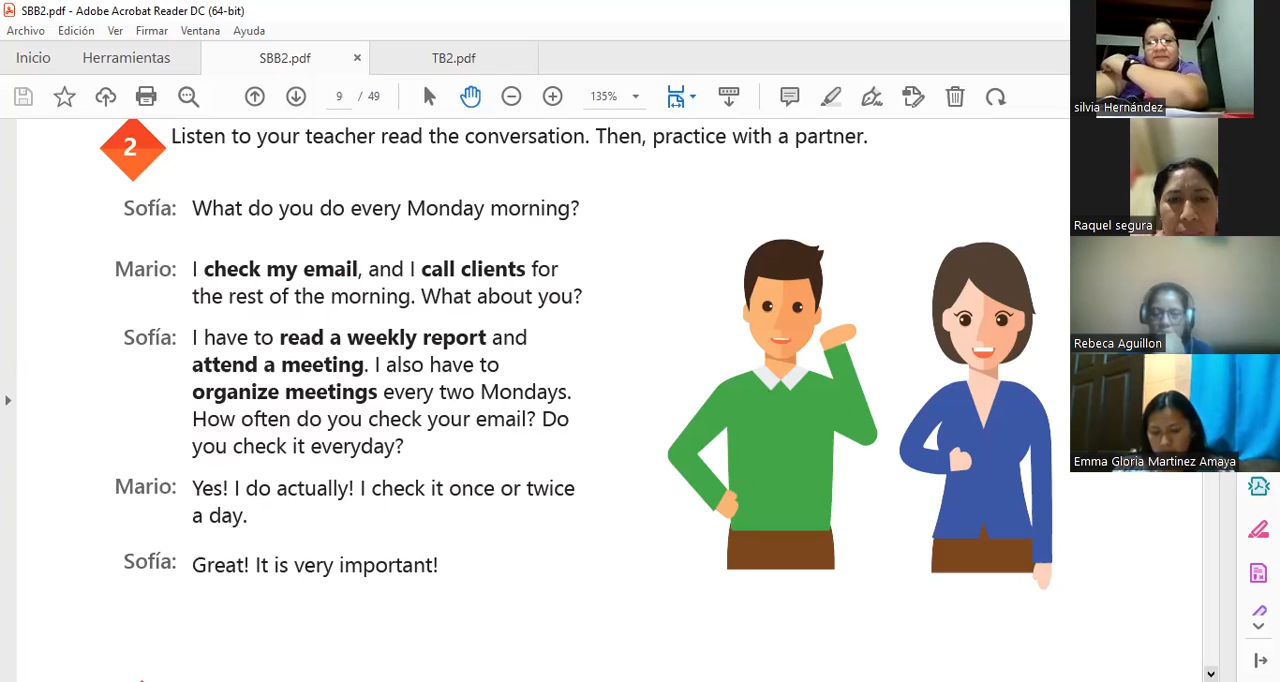 SBB2.pdf - Adobe Acrobat Reader DC (64-bit)
Archivo Edición Ver Firmar Ventana Ayuda
Inicio Herramientas SBB2.pdf × TB2.pdf
9 / 49 135%
2 Listen to your teacher read the conversation. Then, practice with a partner.
Sofía: What do you do every Monday morning?
Mario: I check my email, and I call clients for
the rest of the morning. What about you?
Sofía: I have to read a weekly report and
attend a meeting. I also have to
organize meetings every two Mondays.
How often do you check your email? Do
you check it everyday?
Mario: Yes! I do actually! I check it once or twice
a day.
Sofía: Great! It is very important!
silvia Hernández
Raquel segura
Rebeca Aguillon
Emma Gloria Martinez Amaya